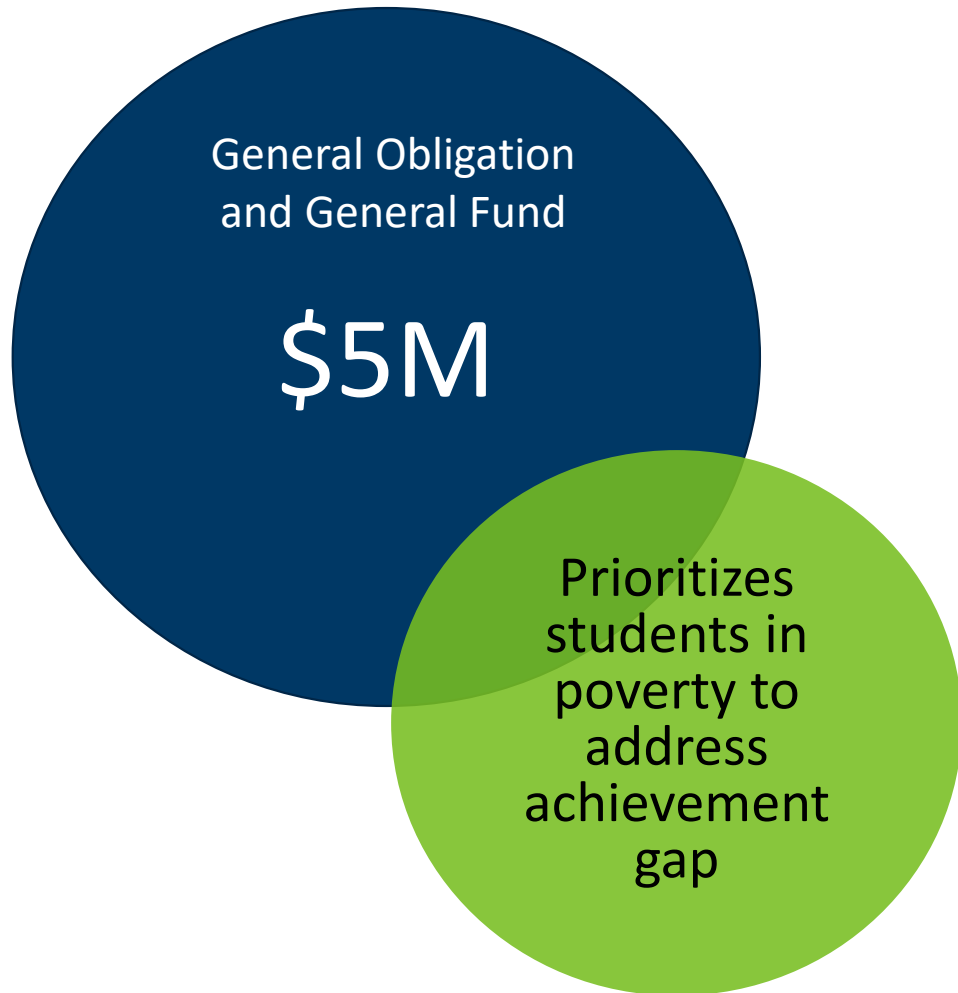 General Obligation
and General Fund
$5M
Prioritizes
students in
poverty to
address
achievement
gap